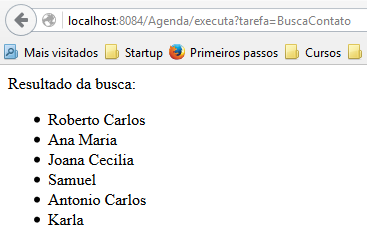 localhost:8084/Agenda/executa?tarefa=BuscaContato
Mais visitados Startup Primeiros passos Cursos
Resultado da busca:
Roberto Carlos
Ana Maria
Joana Cecilia
Samuel
Antonio Carlos
Karla